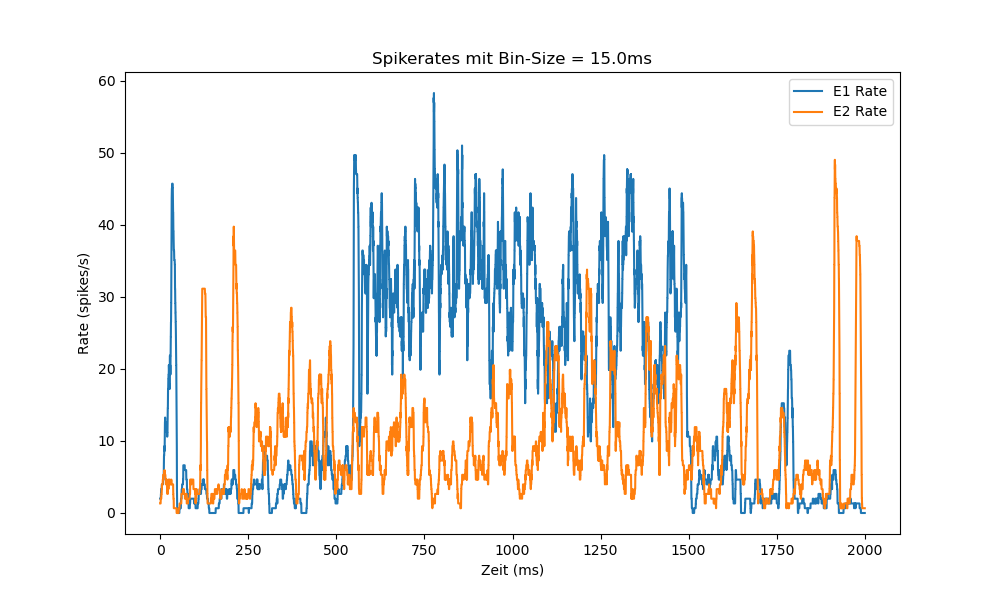 Spikerates mit Bin-Size = 15.0ms
E1 Rate
E2 Rate
60
50
40
30
20
10
0
Rate (spikes/s)
0 250 500 750 1000 1250 1500 1750 2000
Zeit (ms)